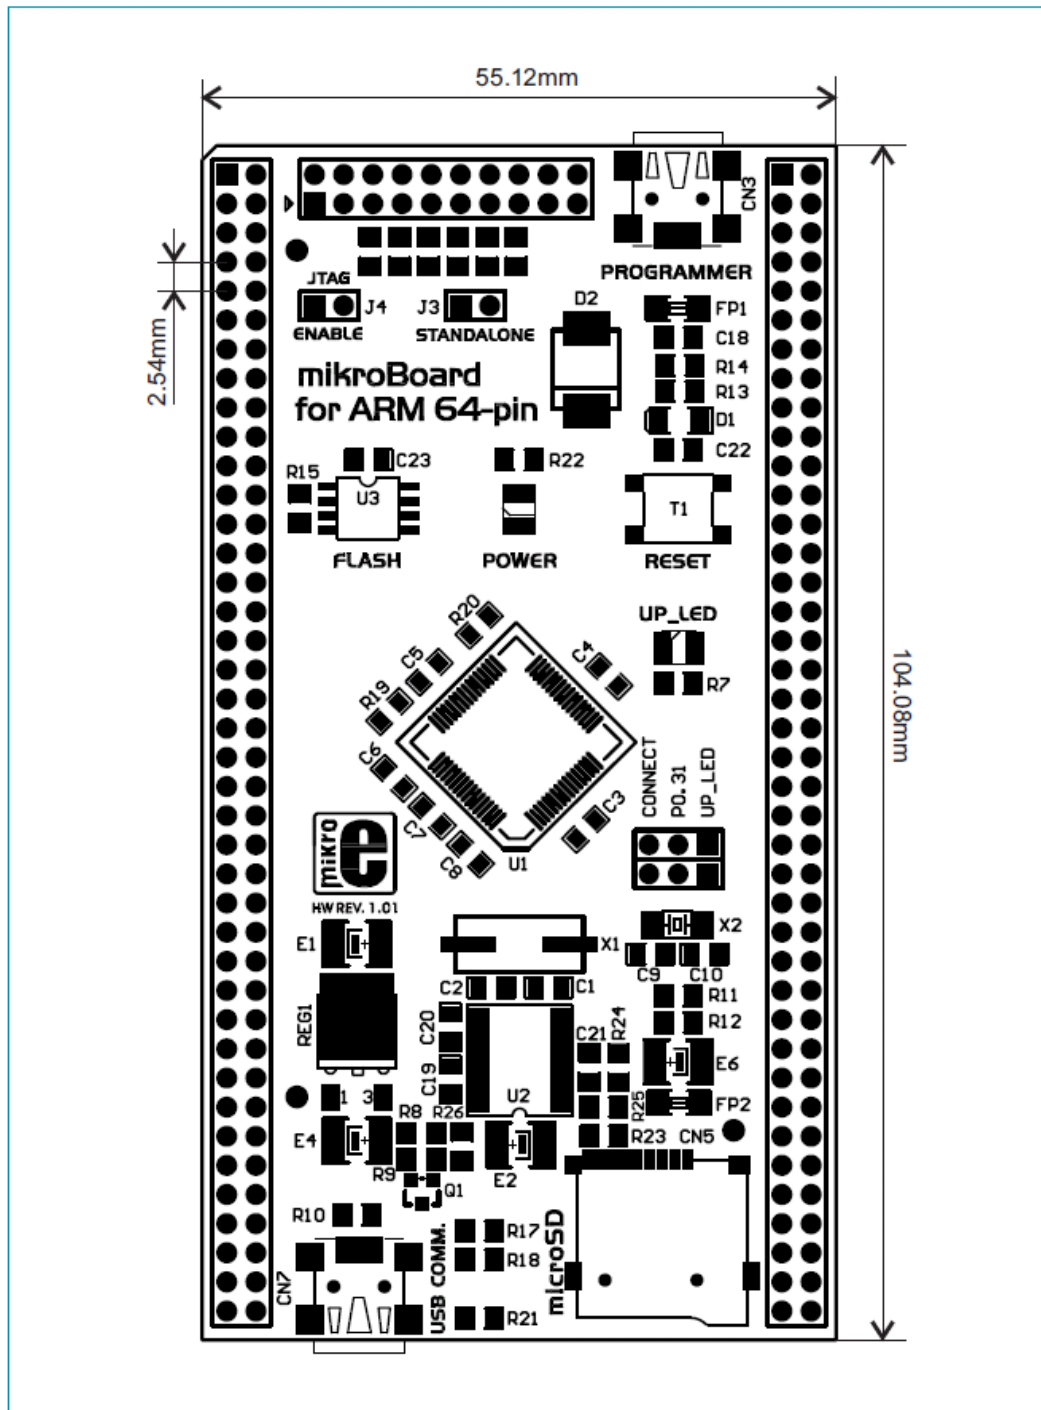 55.12mm
CN3
PROGRAMMER
2.54mm
JTAG
J4
J3
ENABLE
STANDALONE
D2
FP1
C18
R14
R13
D1
C22
mikroBoard
for ARM 64-pin
R15
C23
R22
U3
T1
FLASH
POWER
RESET
R20
UP_LED
C5
C4
R19
R7
104.08mm
C6
CONNECT
P0.31
UP_LED
C7
C3
C8
U1
mikro
e
HW REV. 1.01
E1
X1
X2
C9
C10
C2
C1
R11
REG1
C20
C21
R24
R12
C19
E6
U2
1 3
R25
FP2
R8
R26
E4
R23
CN5
R9
E2
Q1
R10
R17
R18
CN7
USB COMM.
microSD
R21